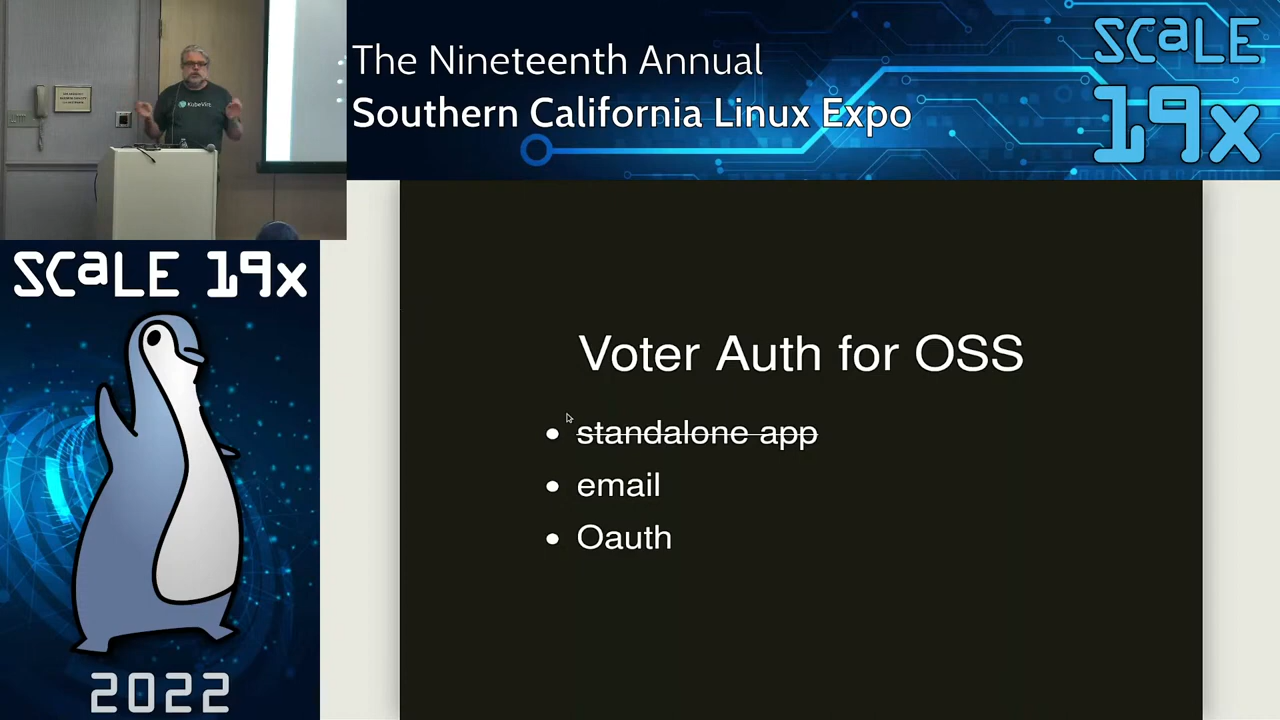 The Nineteenth Annual
Southern California Linux Expo
SCaLE
19x
KubeVirt
SCaLE 19x
2022
Voter Auth for OSS
standalone app
email
Oauth